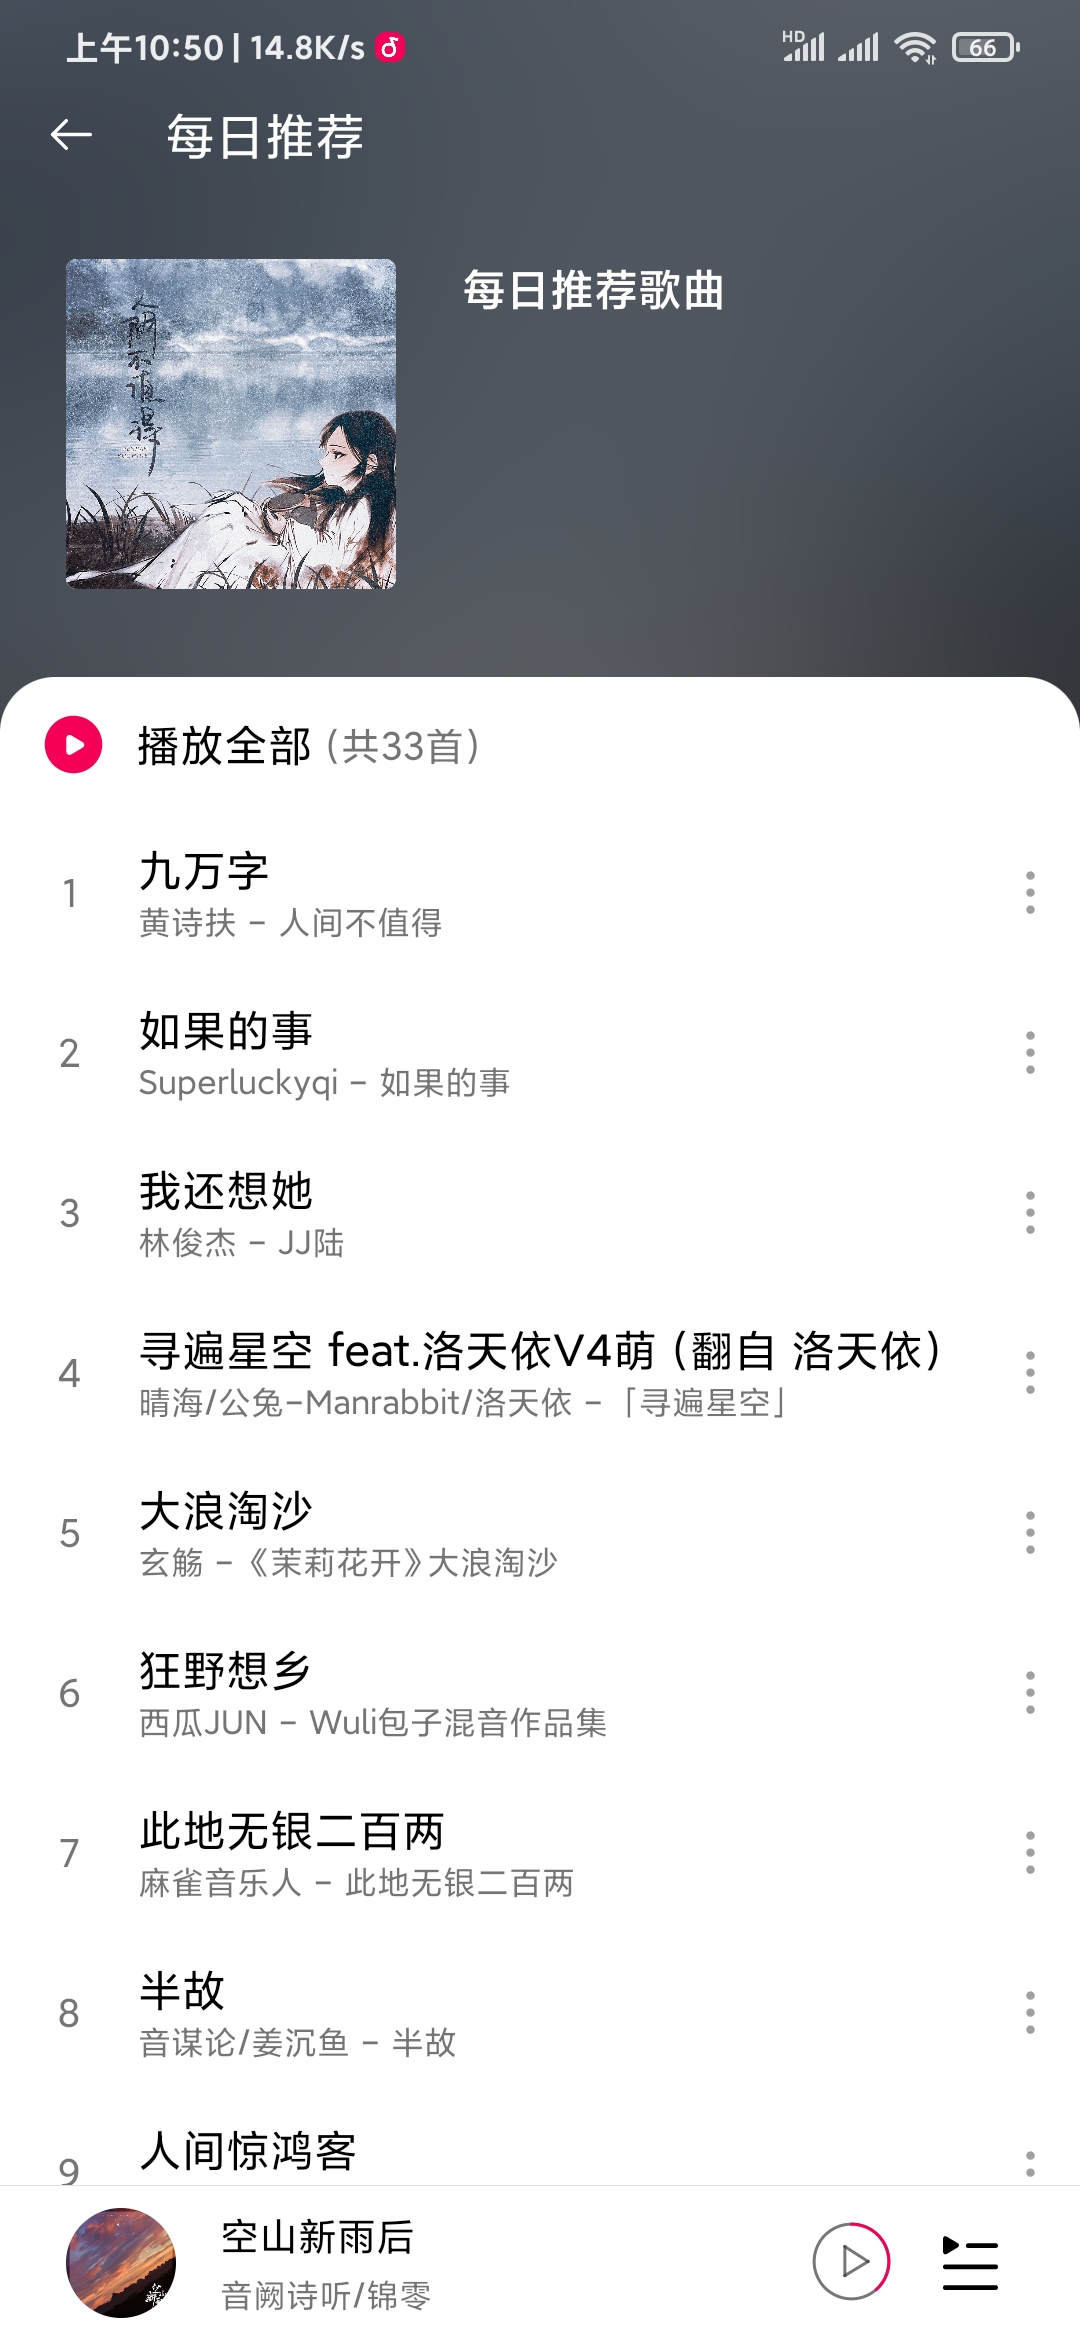 上午10:50 | 14.8K/s
HD
66
每日推荐
人间不值得
每日推荐歌曲
播放全部 (共33首)
1
九万字
黄诗扶 - 人间不值得
2
如果的事
Superluckyqi - 如果的事
3
我还想她
林俊杰 - JJ陆
4
寻遍星空 feat.洛天依V4萌（翻自 洛天依）
晴海/公兔-Manrabbit/洛天依 - 「寻遍星空」
5
大浪淘沙
玄觞 - 《茉莉花开》大浪淘沙
6
狂野想乡
西瓜JUN - Wuli包子混音作品集
7
此地无银二百两
麻雀音乐人 - 此地无银二百两
8
半故
音谋论/姜沉鱼 - 半故
9
人间惊鸿客
空山新雨后
音阙诗听/锦零